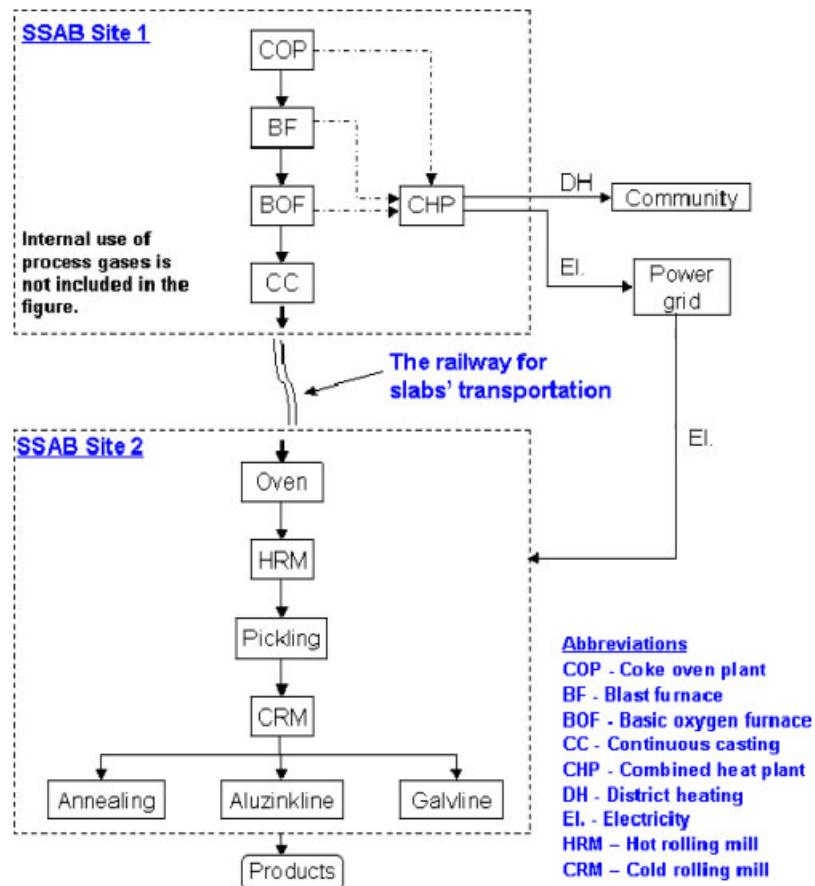 SSAB Site 1
COP
BF
BOF
CHP
DH
Community
Internal use of
process gases is
not included in the
figure.
CC
El.
Power
grid
The railway for
slabs' transportation
SSAB Site 2
El.
Oven
HRM
Pickling
CRM
Annealing
Aluzinkline
Galvline
Products
Abbreviations
COP - Coke oven plant
BF - Blast furnace
BOF - Basic oxygen furnace
CC - Continuous casting
CHP - Combined heat plant
DH - District heating
El. - Electricity
HRM – Hot rolling mill
CRM – Cold rolling mill